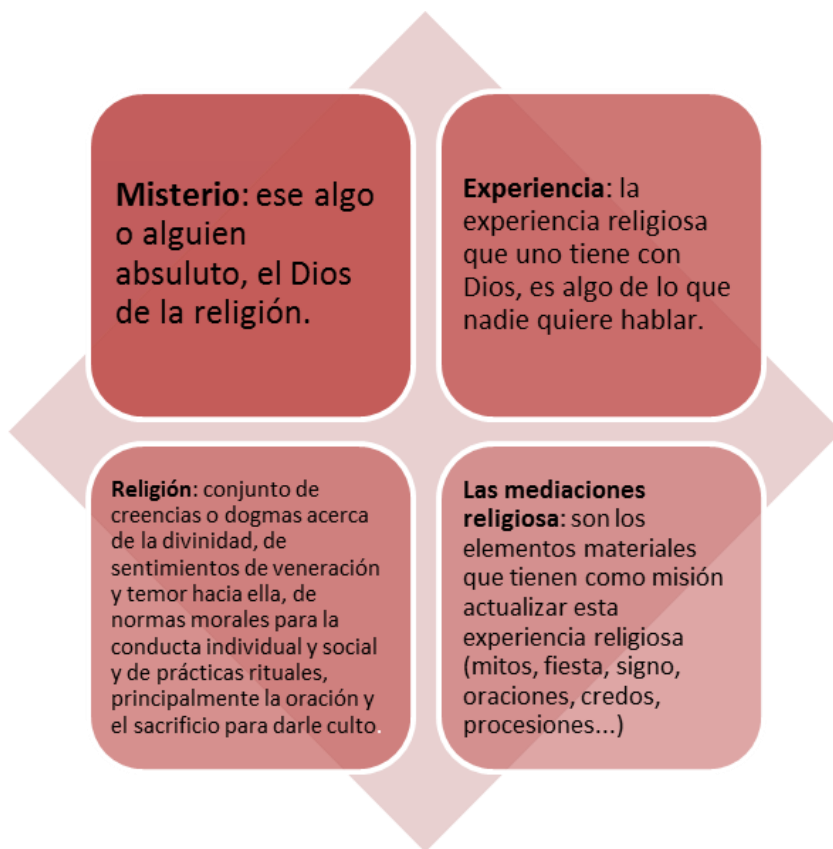 Misterio: ese algo
o alguien
absuluto, el Dios
de la religión.
Experiencia: la
experiencia religiosa
que uno tiene con
Dios, es algo de lo que
nadie quiere hablar.
Religión: conjunto de
creencias o dogmas acerca
de la divinidad, de
sentimientos de veneración
y temor hacia ella, de
normas morales para la
conducta individual y social
y de prácticas rituales,
principalmente la oración y
el sacrificio para darle culto.
Las mediaciones
religiosa: son los
elementos materiales
que tienen como misión
actualizar esta
experiencia religiosa
(mitos, fiesta, signo,
oraciones, credos,
procesiones...)